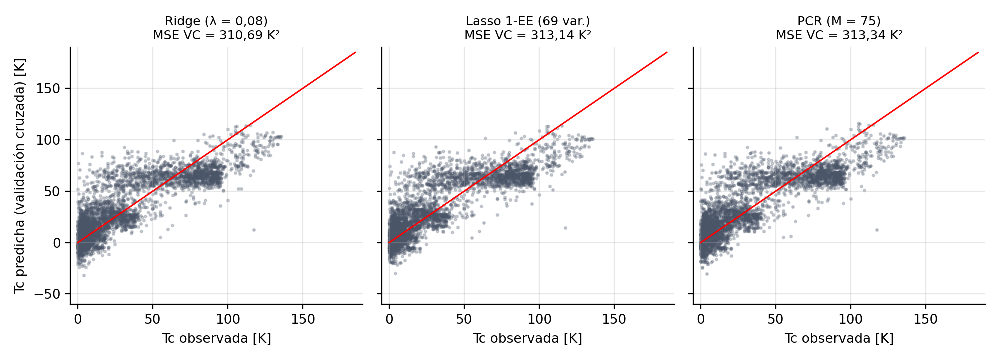 Ridge (λ = 0,08)
MSE VC = 310,69 K²
Lasso 1-EE (69 var.)
MSE VC = 313,14 K²
PCR (M = 75)
MSE VC = 313,34 K²
Tc predicha (validación cruzada) [K]
150
100
50
0
−50
0 50 100 150
0 50 100 150
0 50 100 150
Tc observada [K]
Tc observada [K]
Tc observada [K]